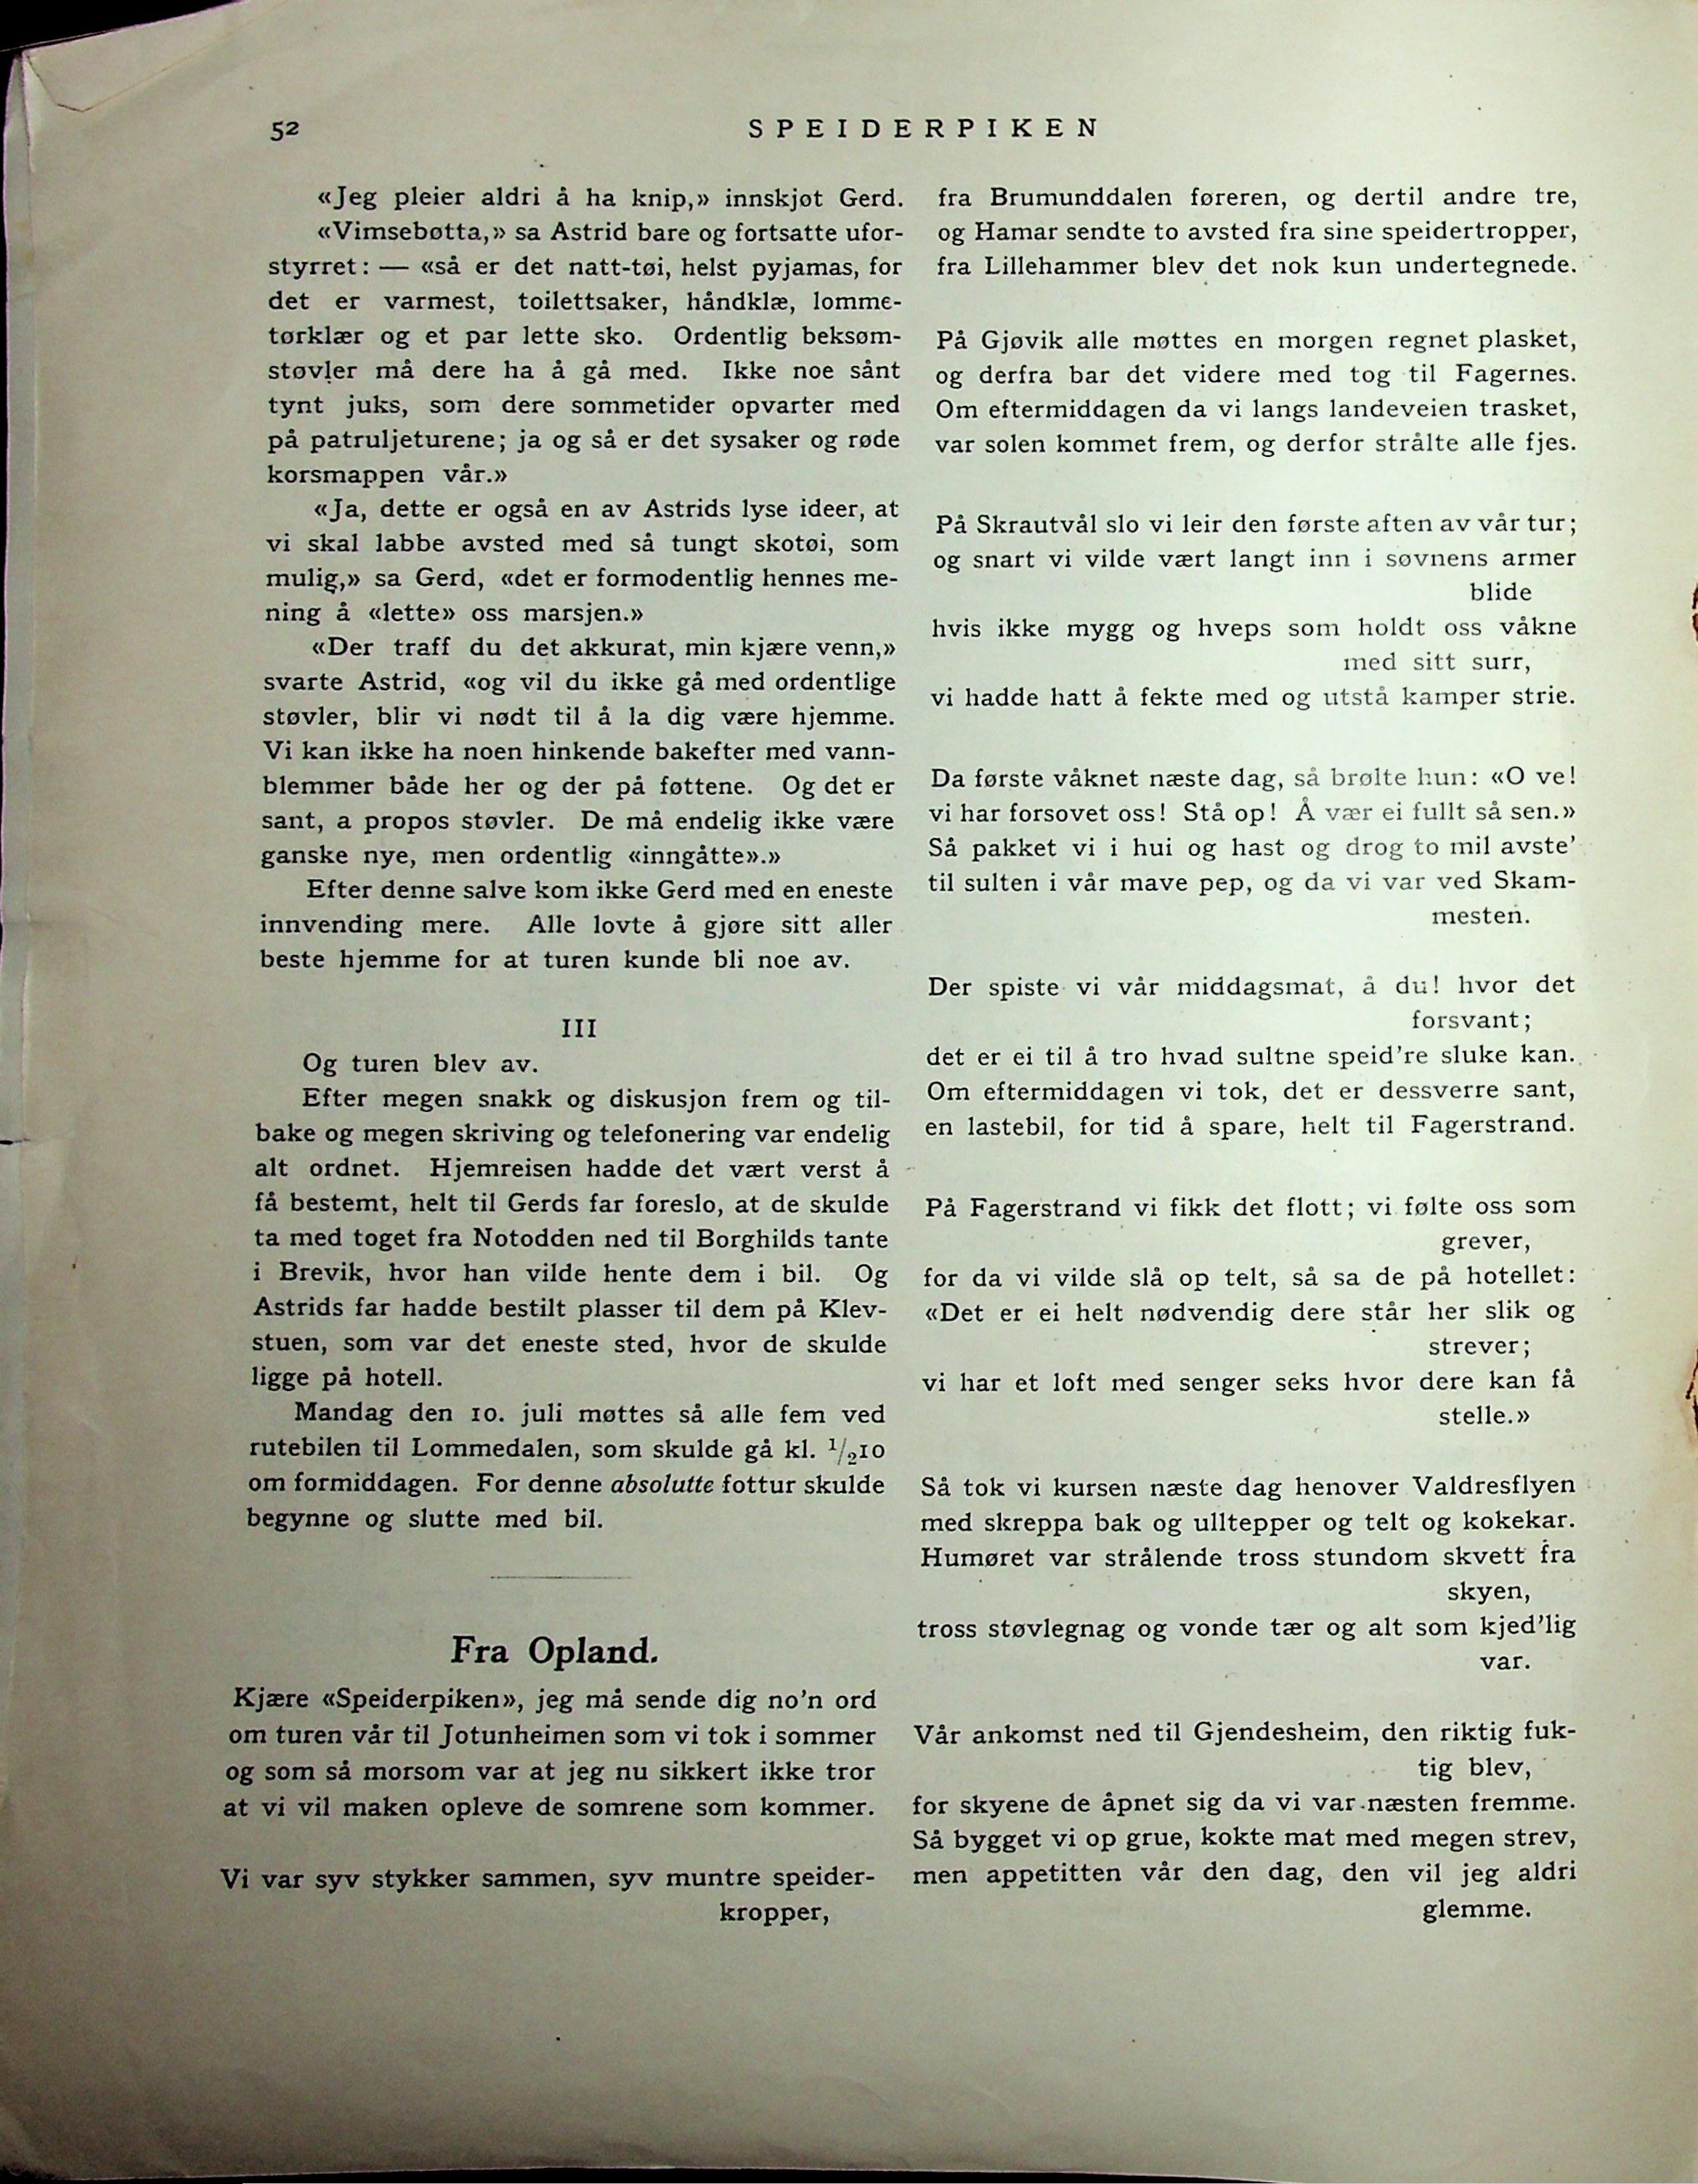 52
SPEIDERPIKEN
«Jeg pleier aldri å ha knip,» innskjøt Gerd.
«Vimsebøtta,» sa Astrid bare og fortsatte ufor-
styrret: — «så er det natt-tøi, helst pyjamas, for
det er varmest, toilettsaker, håndklæ, lomme-
tørklær og et par lette sko. Ordentlig beksøm-
støvler må dere ha å gå med. Ikke noe sånt
tynt juks, som dere sommetider opvarter med
på patruljeturene; ja og så er det sysaker og røde
korsmappen vår.»
«Ja, dette er også en av Astrids lyse ideer, at
vi skal labbe avsted med så tungt skotøi, som
mulig,» sa Gerd, «det er formodentlig hennes me-
ning å «lette» oss marsjen.»
«Der traff du det akkurat, min kjære venn,»
svarte Astrid, «og vil du ikke gå med ordentlige
støvler, blir vi nødt til å la dig være hjemme.
Vi kan ikke ha noen hinkende bakefter med vann-
blemmer både her og der på føttene. Og det er
sant, a propos støvler. De må endelig ikke være
ganske nye, men ordentlig «inngåtte».»
Efter denne salve kom ikke Gerd med en eneste
innvending mere. Alle lovte å gjøre sitt aller
beste hjemme for at turen kunde bli noe av.
III
Og turen blev av.
Efter megen snakk og diskusjon frem og til-
bake og megen skriving og telefonering var endelig
alt ordnet. Hjemreisen hadde det vært verst å
få bestemt, helt til Gerds far foreslo, at de skulde
ta med toget fra Notodden ned til Borghilds tante
i Brevik, hvor han vilde hente dem i bil. Og
Astrids far hadde bestilt plasser til dem på Klev-
stuen, som var det eneste sted, hvor de skulde
ligge på hotell.
Mandag den 10. juli møttes så alle fem ved
rutebilen til Lommedalen, som skulde gå kl. ½10
om formiddagen. For denne absolutte fottur skulde
begynne og slutte med bil.
Fra Opland.
Kjære «Speiderpiken», jeg må sende dig no'n ord
om turen vår til Jotunheimen som vi tok i sommer
og som så morsom var at jeg nu sikkert ikke tror
at vi vil maken opleve de somrene som kommer.
Vi var syv stykker sammen, syv muntre speider-
kropper,
fra Brumunddalen føreren, og dertil andre tre,
og Hamar sendte to avsted fra sine speidertropper,
fra Lillehammer blev det nok kun undertegnede.
På Gjøvik alle møttes en morgen regnet plasket,
og derfra bar det videre med tog til Fagernes.
Om eftermiddagen da vi langs landeveien trasket,
var solen kommet frem, og derfor strålte alle fjes.
På Skrautvål slo vi leir den første aften av vår tur;
og snart vi vilde vært langt inn i søvnens armer
blide
hvis ikke mygg og hveps som holdt oss våkne
med sitt surr,
vi hadde hatt å fekte med og utstå kamper strie.
Da første våknet næste dag, så brølte hun: «O ve!
vi har forsovet oss! Stå op! Å vær ei fullt så sen.»
Så pakket vi i hui og hast og drog to mil avste'
til sulten i vår mave pep, og da vi var ved Skam-
mesten.
Der spiste vi vår middagsmat, å du! hvor det
forsvant;
det er ei til å tro hvad sultne speid're sluke kan.
Om eftermiddagen vi tok, det er dessverre sant,
en lastebil, for tid å spare, helt til Fagerstrand.
På Fagerstrand vi fikk det flott; vi følte oss som
grever,
for da vi vilde slå op telt, så sa de på hotellet:
«Det er ei helt nødvendig dere står her slik og
strever;
vi har et loft med senger seks hvor dere kan få
stelle.»
Så tok vi kursen næste dag henover Valdresflyen
med skreppa bak og ulltepper og telt og kokekar.
Humøret var strålende tross stundom skvett fra
skyen,
tross støvlegnag og vonde tær og alt som kjed'lig
var.
Vår ankomst ned til Gjendesheim, den riktig fuk-
tig blev,
for skyene de åpnet sig da vi var næsten fremme.
Så bygget vi op grue, kokte mat med megen strev,
men appetitten vår den dag, den vil jeg aldri
glemme.